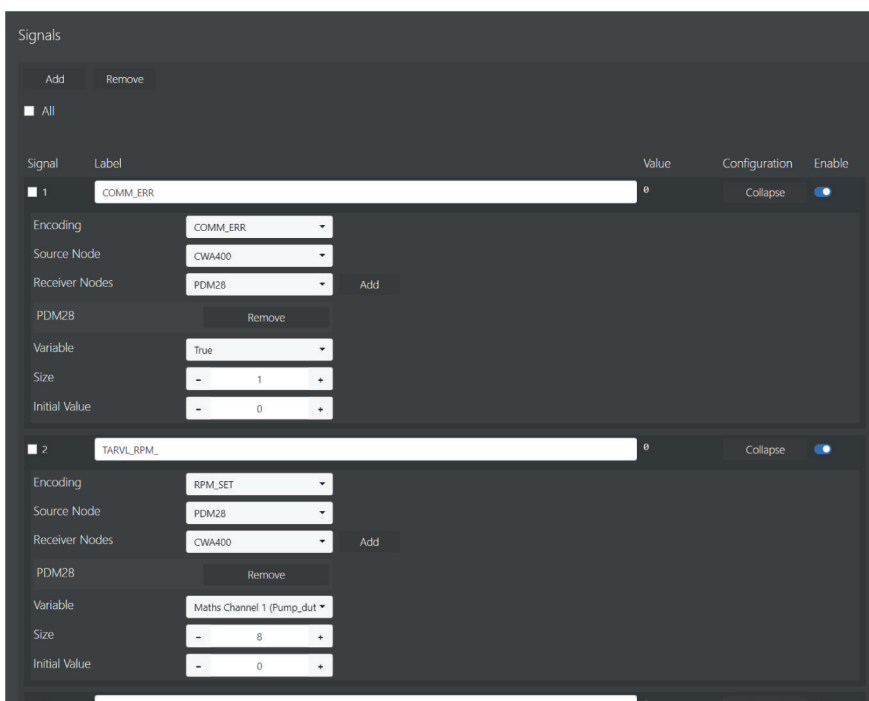 Signals
Add Remove
All
Signal Label Value Configuration Enable
1 COMM_ERR 0 Collapse
Encoding COMM_ERR
Source Node CWA400
Receiver Nodes PDM28 Add
PDM28 Remove
Variable True
Size - 1 +
Initial Value - 0 +
2 TARVL_RPM_ 0 Collapse
Encoding RPM_SET
Source Node PDM28
Receiver Nodes CWA400 Add
PDM28 Remove
Variable Maths Channel 1 (Pump_dut
Size - 8 +
Initial Value - 0 +